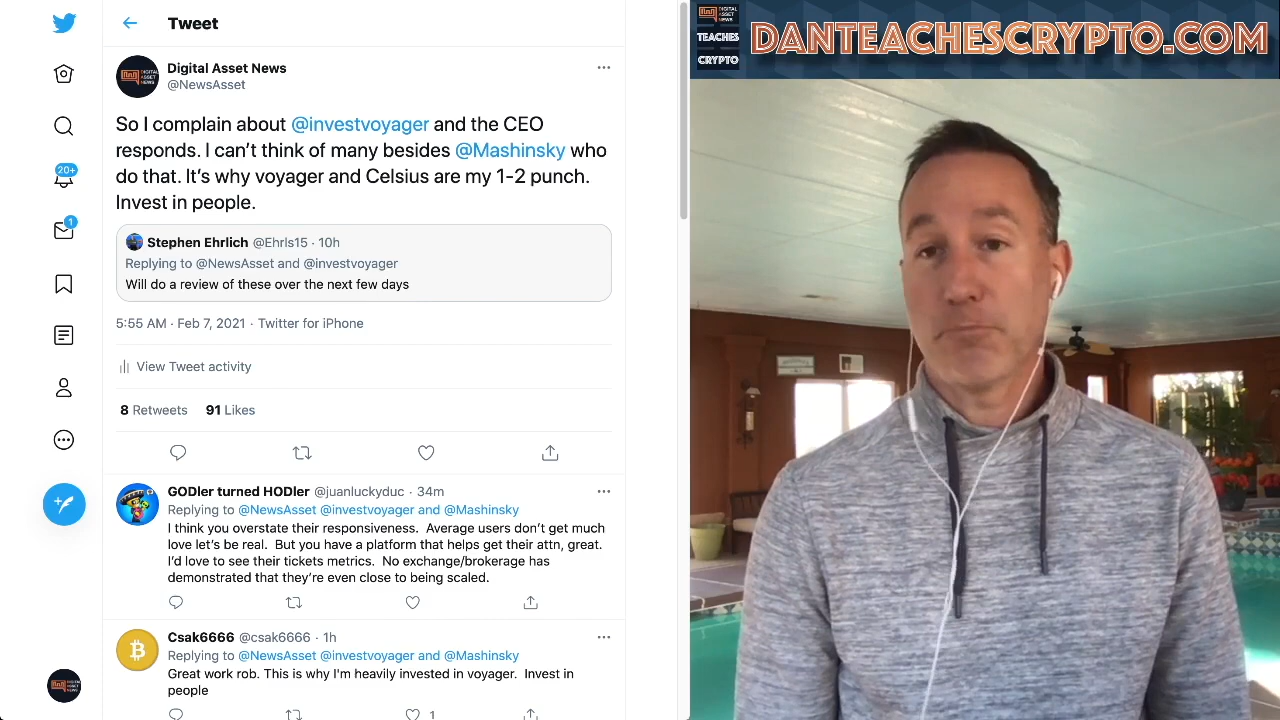 Tweet
Digital Asset News
@NewsAsset
So I complain about @investvoyager and the CEO
responds. I can't think of many besides @Mashinsky who
do that. It's why voyager and Celsius are my 1-2 punch.
Invest in people.
Stephen Ehrlich @Ehrls15 · 10h
Replying to @NewsAsset and @investvoyager
Will do a review of these over the next few days
5:55 AM · Feb 7, 2021 · Twitter for iPhone
View Tweet activity
8 Retweets 91 Likes
GODler turned HODler @juanluckyduc · 34m
Replying to @NewsAsset @investvoyager and @Mashinsky
I think you overstate their responsiveness. Average users don't get much
love let's be real. But you have a platform that helps get their attn, great.
I'd love to see their tickets metrics. No exchange/brokerage has
demonstrated that they're even close to being scaled.
Csak6666 @csak6666 · 1h
Replying to @NewsAsset @investvoyager and @Mashinsky
Great work rob. This is why I'm heavily invested in voyager. Invest in
people
1
20+
1
DIGITAL
ASSET
NEWS
TEACHES
CRYPTO
DANTEACHESCRYPTO.COM